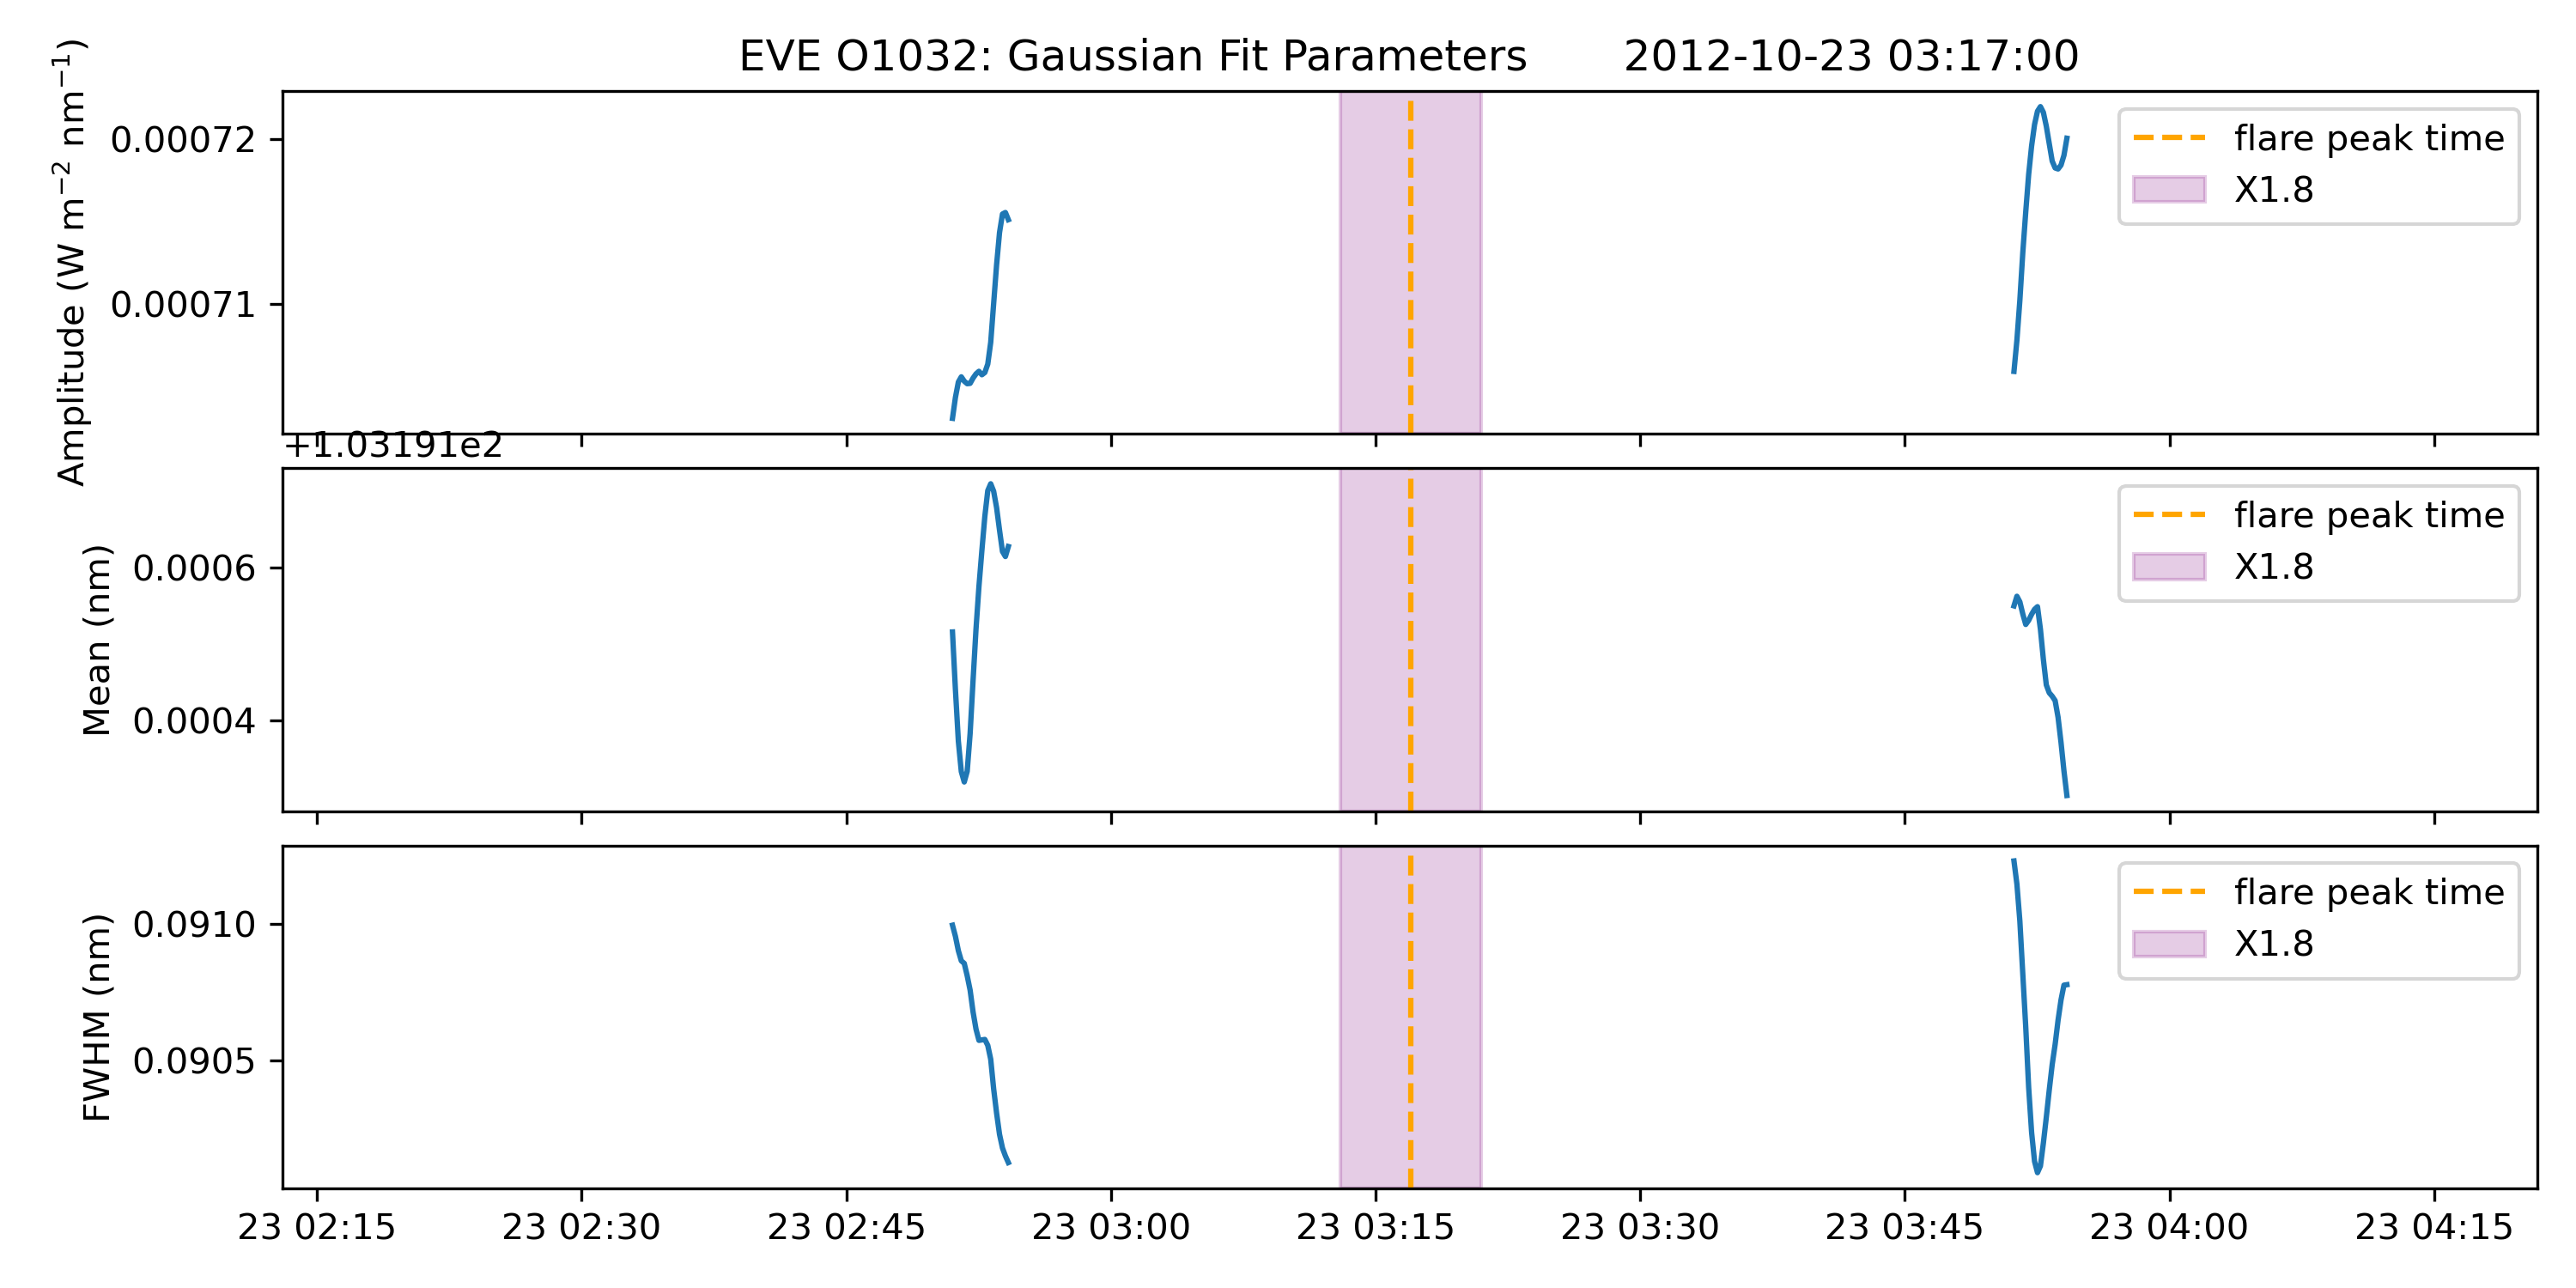 EVE O1032: Gaussian Fit Parameters 2012-10-23 03:17:00
Amplitude (W m⁻² nm⁻¹)
0.00072
0.00071
flare peak time
X1.8
+1.03191e2
Mean (nm)
0.0006
0.0004
flare peak time
X1.8
FWHM (nm)
0.0910
0.0905
flare peak time
X1.8
23 02:15 23 02:30 23 02:45 23 03:00 23 03:15 23 03:30 23 03:45 23 04:00 23 04:15